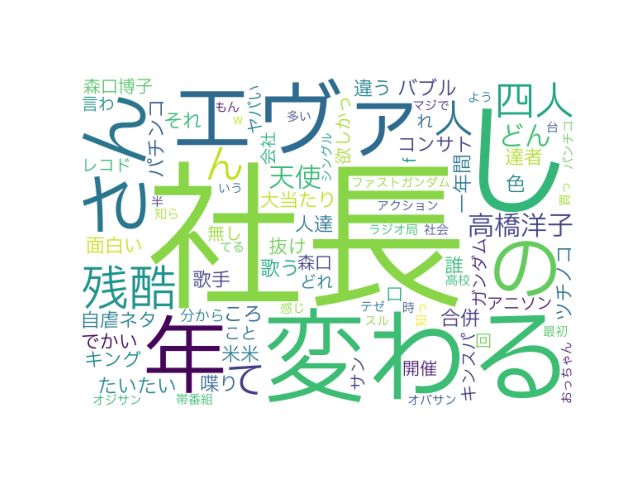 森口博子
言わ
それ
もん
w
ヤバい
多い
違う
バブル
マジで
れ
よう
四人
台
さん
エヴァ
人
し
どん
達者
パチンコ
レコド
ん
会社
シングル
欲しかっ
コンサト
f
一年間
色
買っ
パンチコ
いう
天使
ファストガンダム
半
知ら
大当たり
アクション
面白い
無し
てる
社長
人達
ラジオ局
社会
高橋洋子
の
残酷
歌手
歌う
抜け
森口
どれ
誰
高校
ガンダム
アニソン
ツチノコ
自虐ネタ
分から
ころ
感じ
テゼ
口
時
合併
回
最初
でかい
年
こと
スル
知っ
キング
て
米米
変わる
サン
開催
キンスパ
おっちゃん
たいたい
喋り
オジサン
帯番組
オバサン